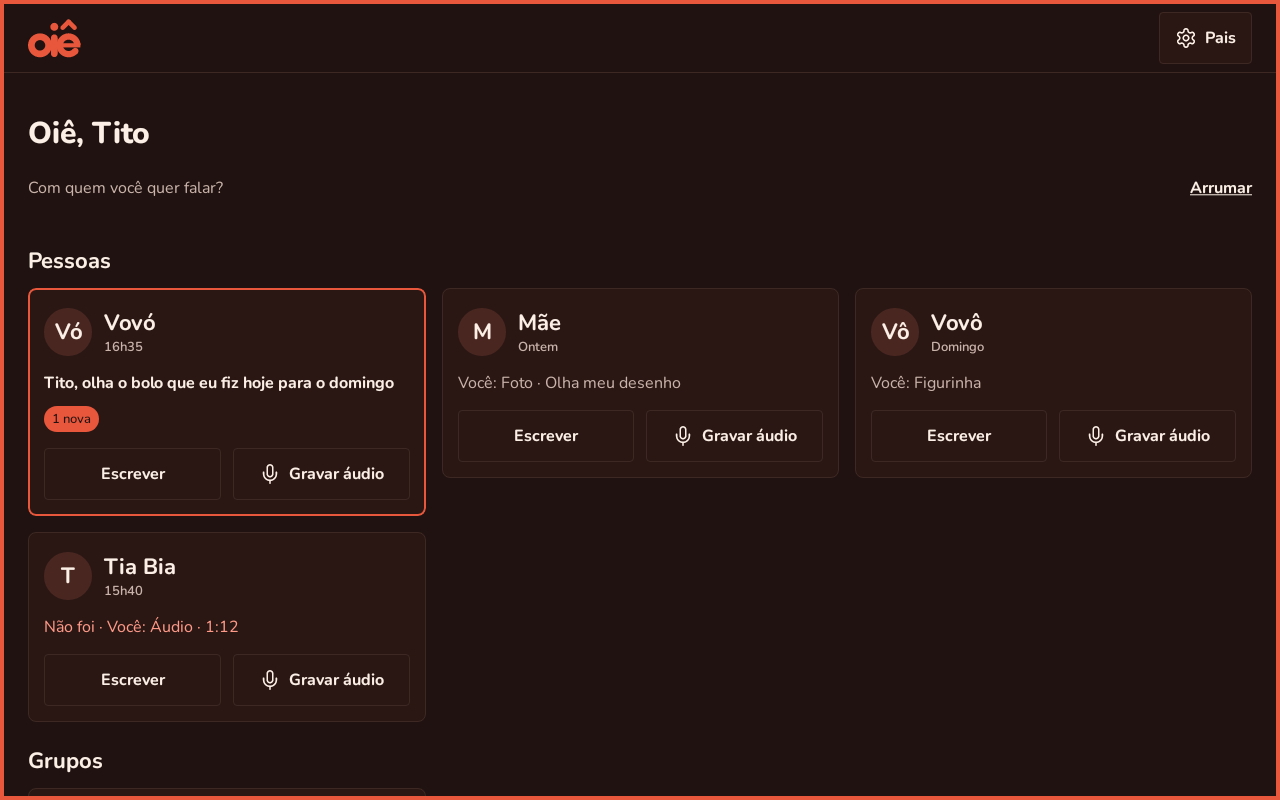 oiê
Pais
Oiê, Tito
Com quem você quer falar?
Arrumar
Pessoas
Vó
Vovó
16h35
Tito, olha o bolo que eu fiz hoje para o domingo
1 nova
Escrever
Gravar áudio
M
Mãe
Ontem
Você: Foto · Olha meu desenho
Escrever
Gravar áudio
Vô
Vovô
Domingo
Você: Figurinha
Escrever
Gravar áudio
T
Tia Bia
15h40
Não foi · Você: Áudio · 1:12
Escrever
Gravar áudio
Grupos